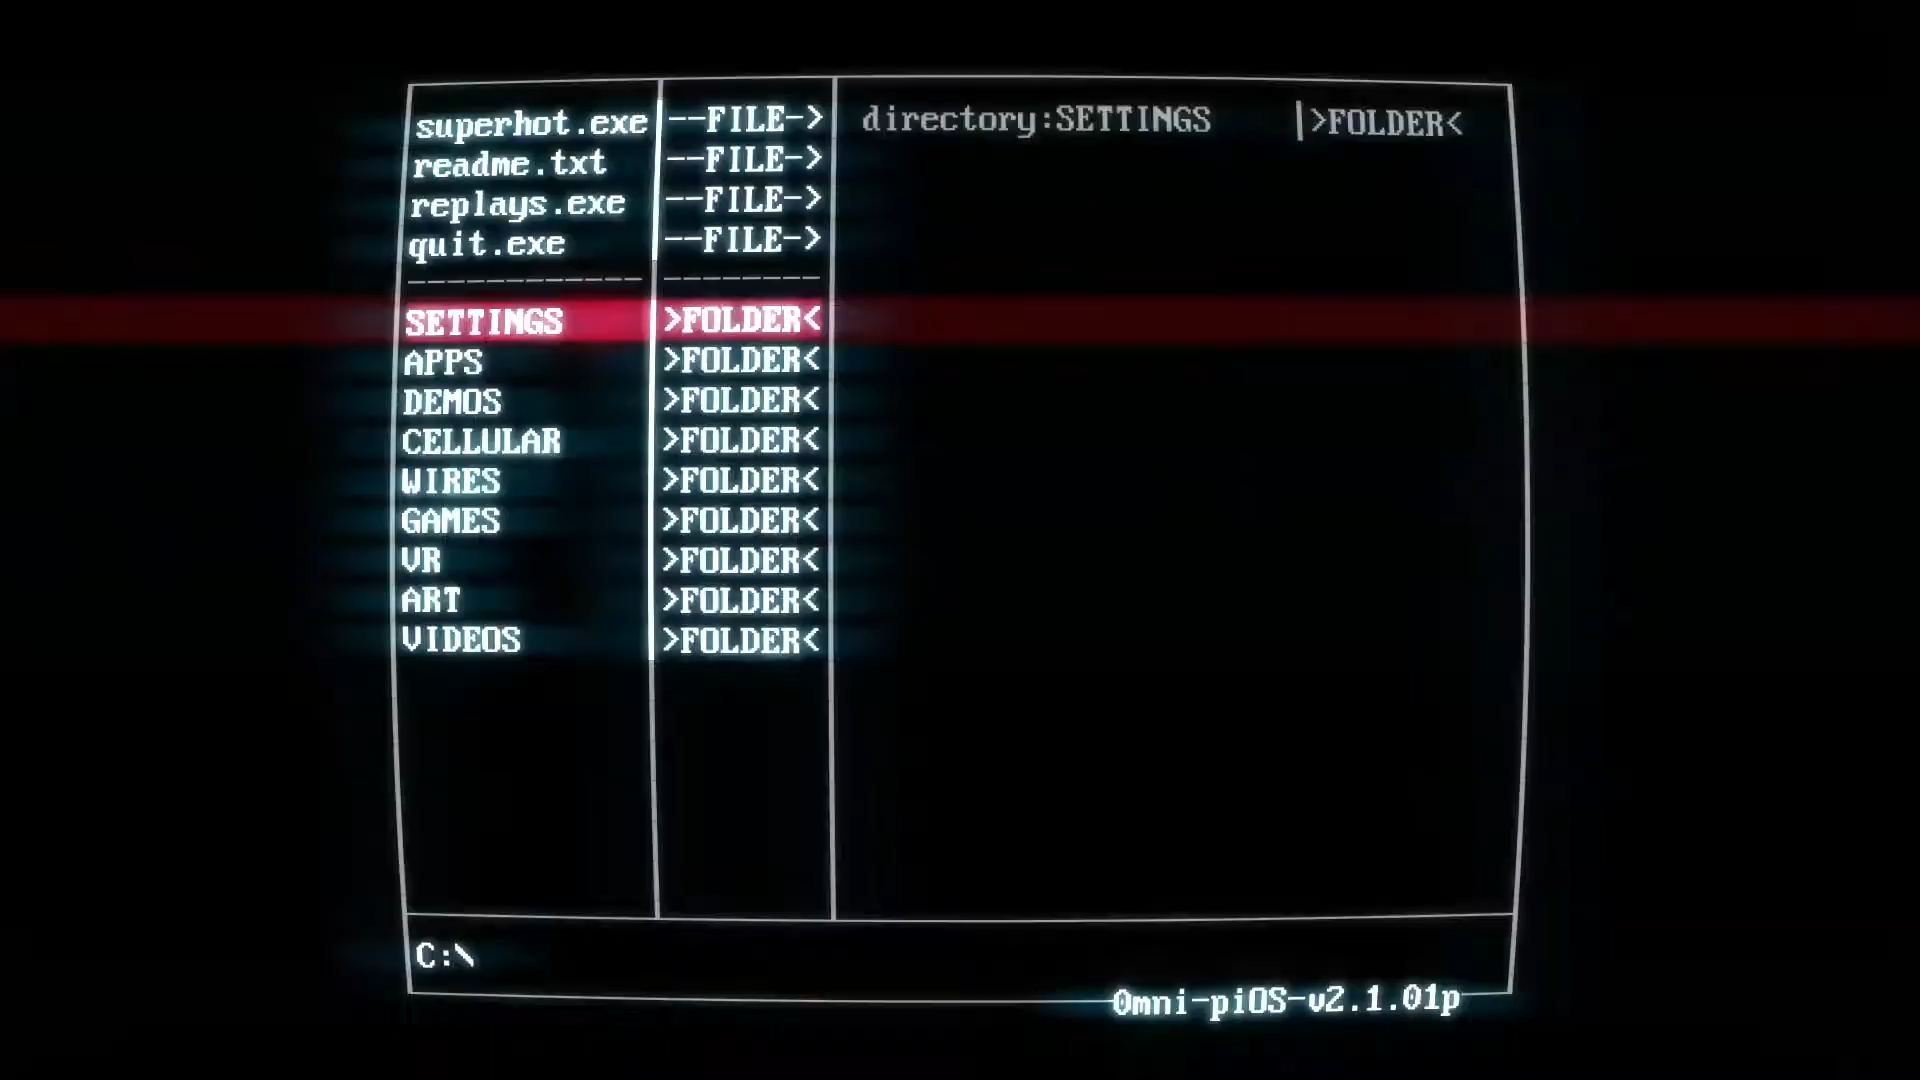 superhot.exe --FILE-> directory:SETTINGS |>FOLDER<
readme.txt --FILE->
replays.exe --FILE->
quit.exe --FILE->
SETTINGS >FOLDER<
APPS >FOLDER<
DEMOS >FOLDER<
CELLULAR >FOLDER<
WIRES >FOLDER<
GAMES >FOLDER<
VR >FOLDER<
ART >FOLDER<
VIDEOS >FOLDER<
C:\
0mni-piOS-v2.1.01p